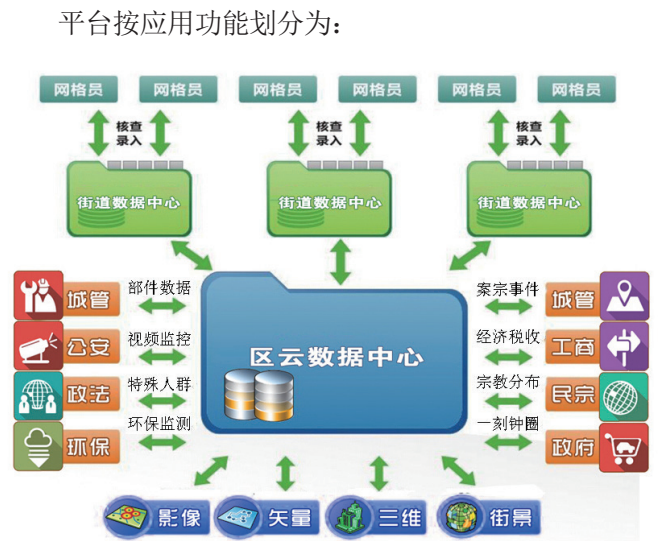 平台按应用功能划分为：
网格员 网格员 网格员 网格员 网格员 网格员
核查
录入
核查
录入
核查
录入
街道数据中心 街道数据中心 街道数据中心
城管 部件数据 案宗事件 城管
公安 视频监控 经济税收 工商
区云数据中心
政法 特殊人群 宗教分布 民宗
环保 环保监测 一刻钟圈 政府
影像 矢量 三维 街景